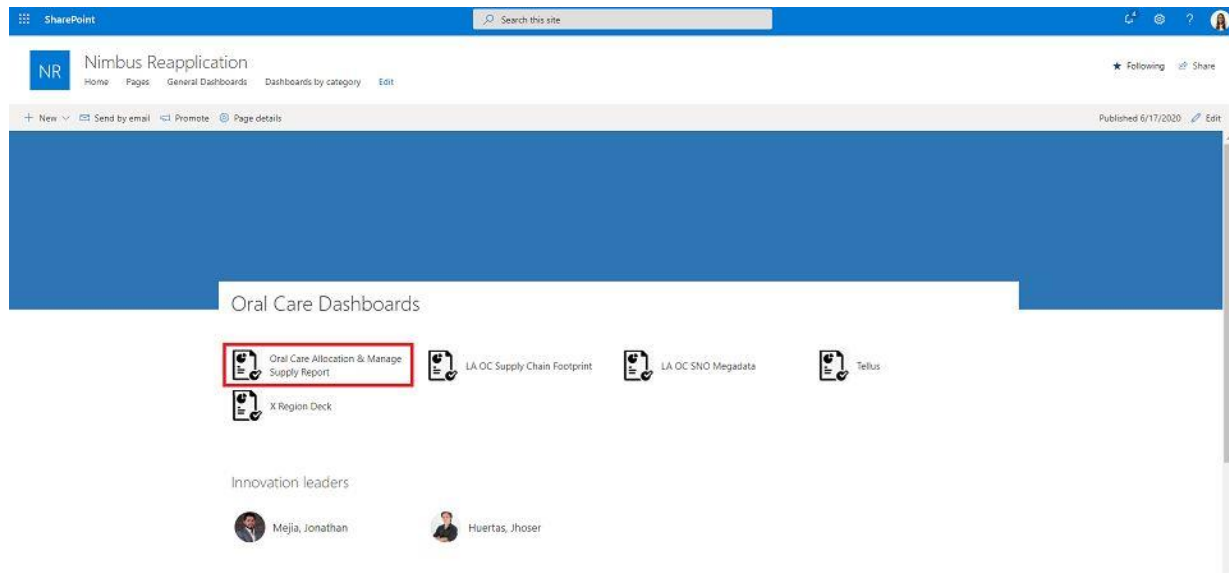 SharePoint
Search this site
4
?
NR
Nimbus Reapplication
Home Pages General Dashboards Dashboards by category Edit
Following Share
New Send by email Promote Page details
Published 6/17/2020 Edit
Oral Care Dashboards
Oral Care Allocation & Manage
Supply Report
LA OC Supply Chain Footprint
LA OC SNO Megadata
Tellus
X Region Deck
Innovation leaders
Mejia, Jonathan
Huertas, Jhoser